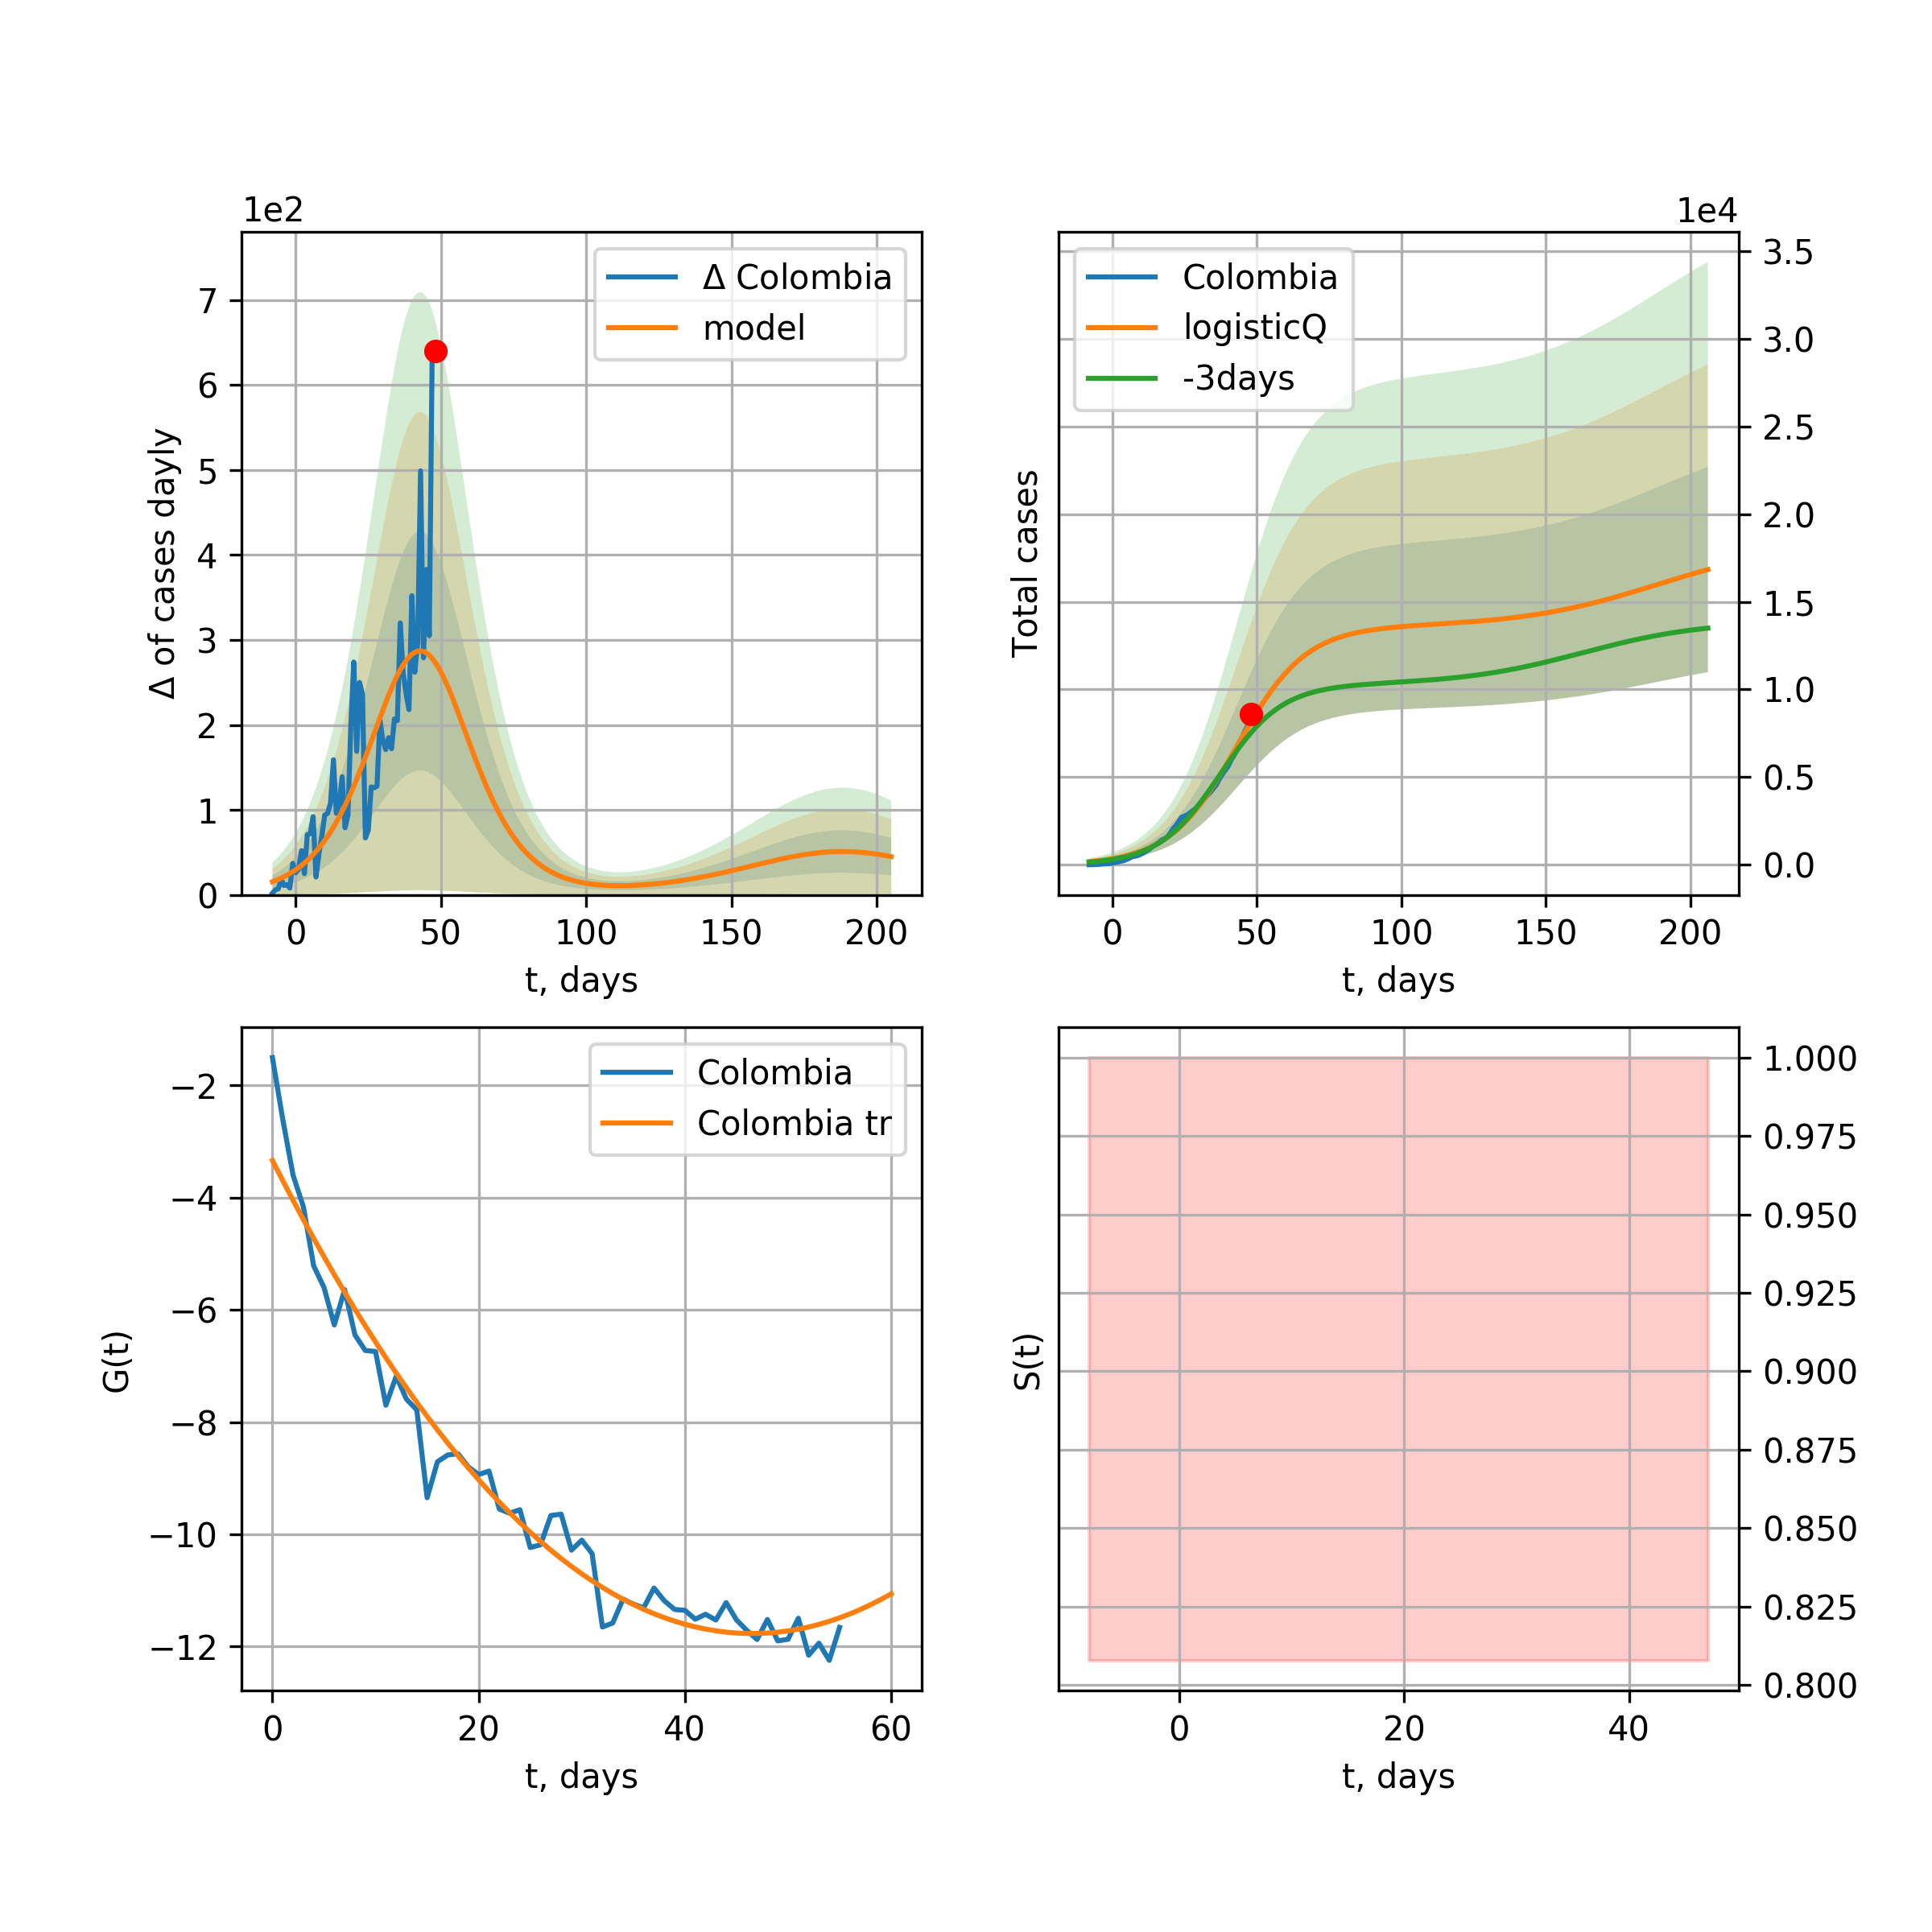 1e2
Δ of cases dayly
7
6
5
4
3
2
1
0
Δ Colombia
model
0 50 100 150 200
t, days
1e4
Total cases
Colombia
logisticQ
-3days
3.5
3.0
2.5
2.0
1.5
1.0
0.5
0.0
0 50 100 150 200
t, days
G(t)
−2
−4
−6
−8
−10
−12
Colombia
Colombia tr
0 20 40 60
t, days
S(t)
1.000
0.975
0.950
0.925
0.900
0.875
0.850
0.825
0.800
0 20 40
t, days